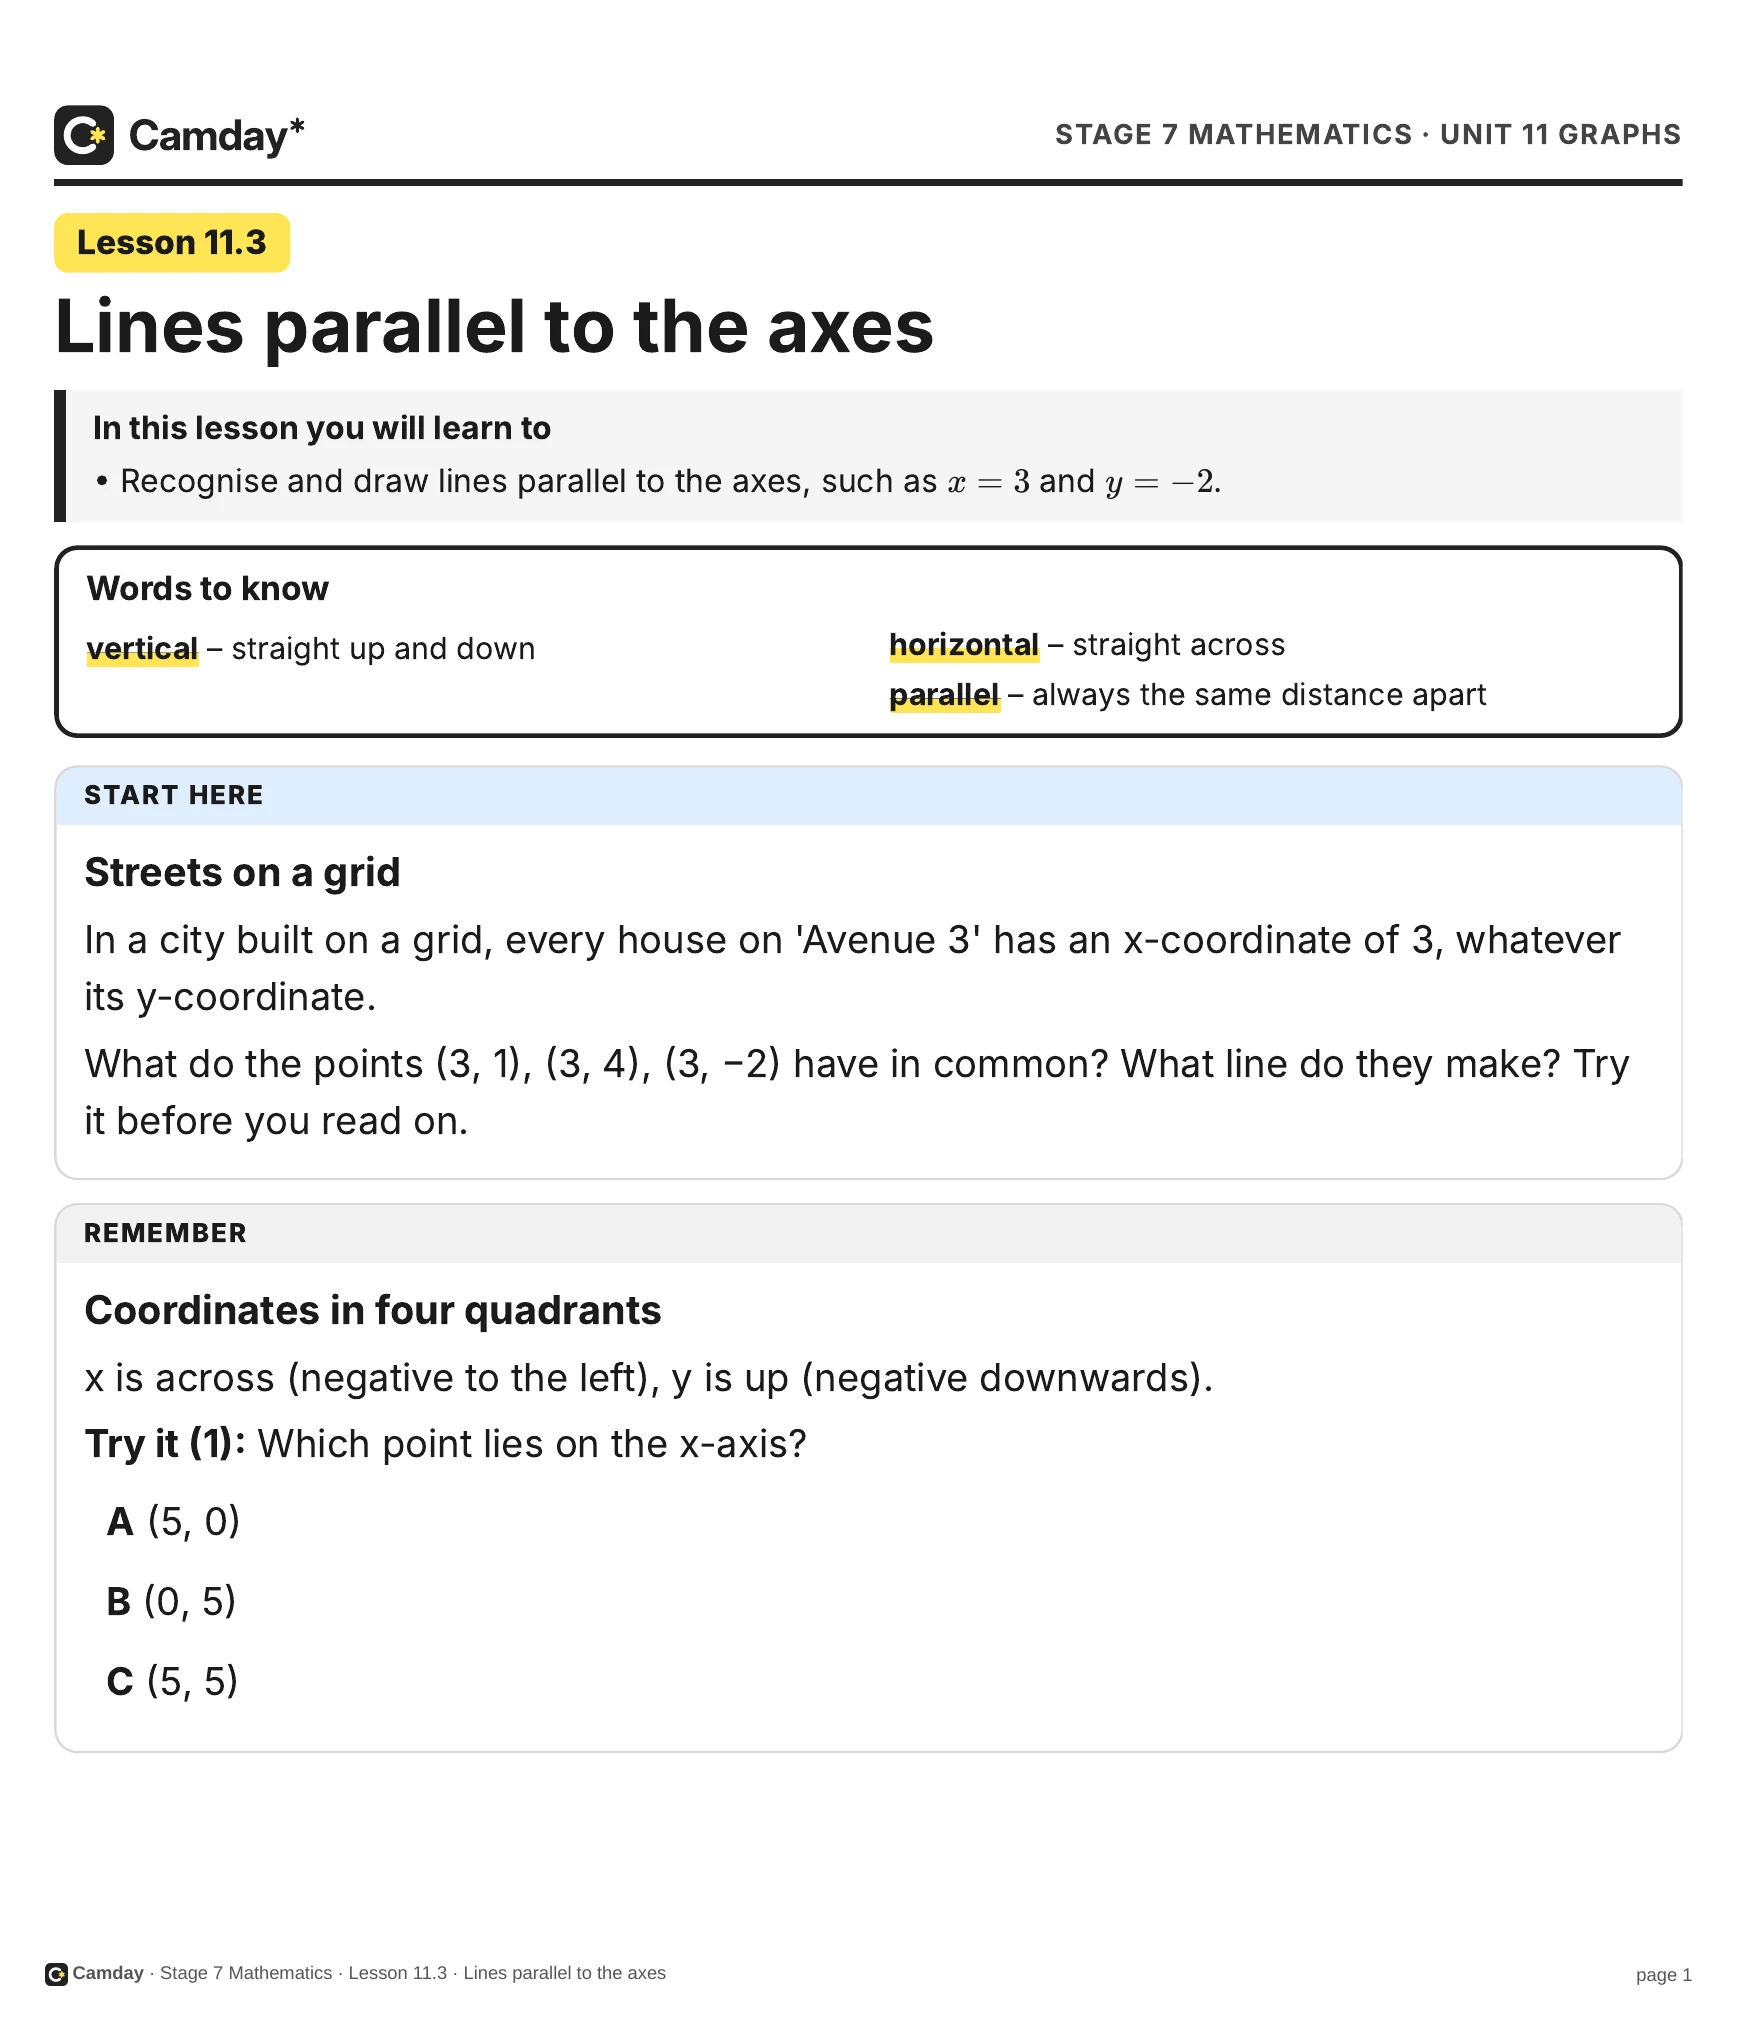 Camday*
STAGE 7 MATHEMATICS · UNIT 11 GRAPHS
Lesson 11.3
Lines parallel to the axes
In this lesson you will learn to
• Recognise and draw lines parallel to the axes, such as x = 3 and y = −2.
Words to know
vertical – straight up and down
horizontal – straight across
parallel – always the same distance apart
START HERE
Streets on a grid
In a city built on a grid, every house on 'Avenue 3' has an x-coordinate of 3, whatever
its y-coordinate.
What do the points (3, 1), (3, 4), (3, −2) have in common? What line do they make? Try
it before you read on.
REMEMBER
Coordinates in four quadrants
x is across (negative to the left), y is up (negative downwards).
Try it (1): Which point lies on the x-axis?
A (5, 0)
B (0, 5)
C (5, 5)
Camday · Stage 7 Mathematics · Lesson 11.3 · Lines parallel to the axes
page 1